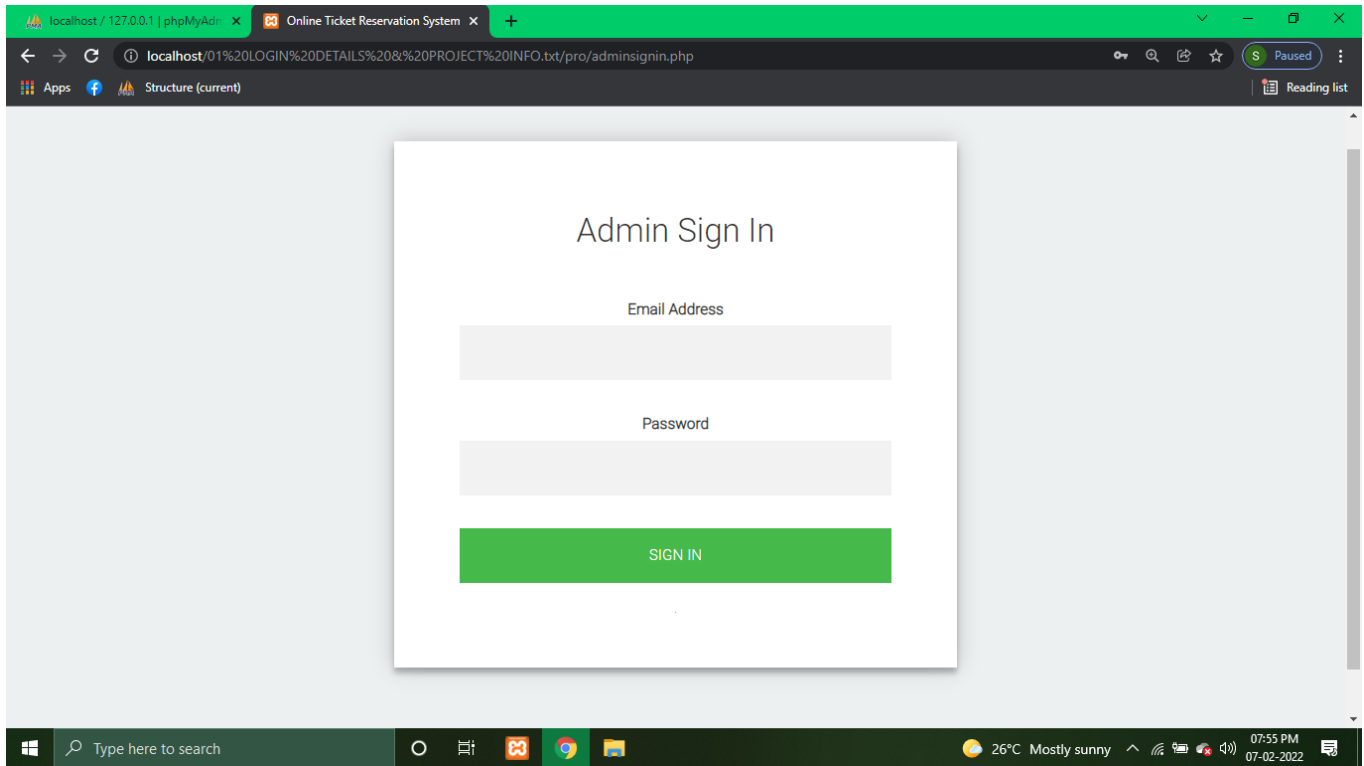 localhost / 127.0.0.1 | phpMyAdn
Online Ticket Reservation System
localhost/01%20LOGIN%20DETAILS%20&%20PROJECT%20INFO.txt/pro/adminsignin.php
S Paused
Apps
Structure (current)
Reading list
Admin Sign In
Email Address
Password
SIGN IN
Type here to search
26°C Mostly sunny
07:55 PM
07-02-2022